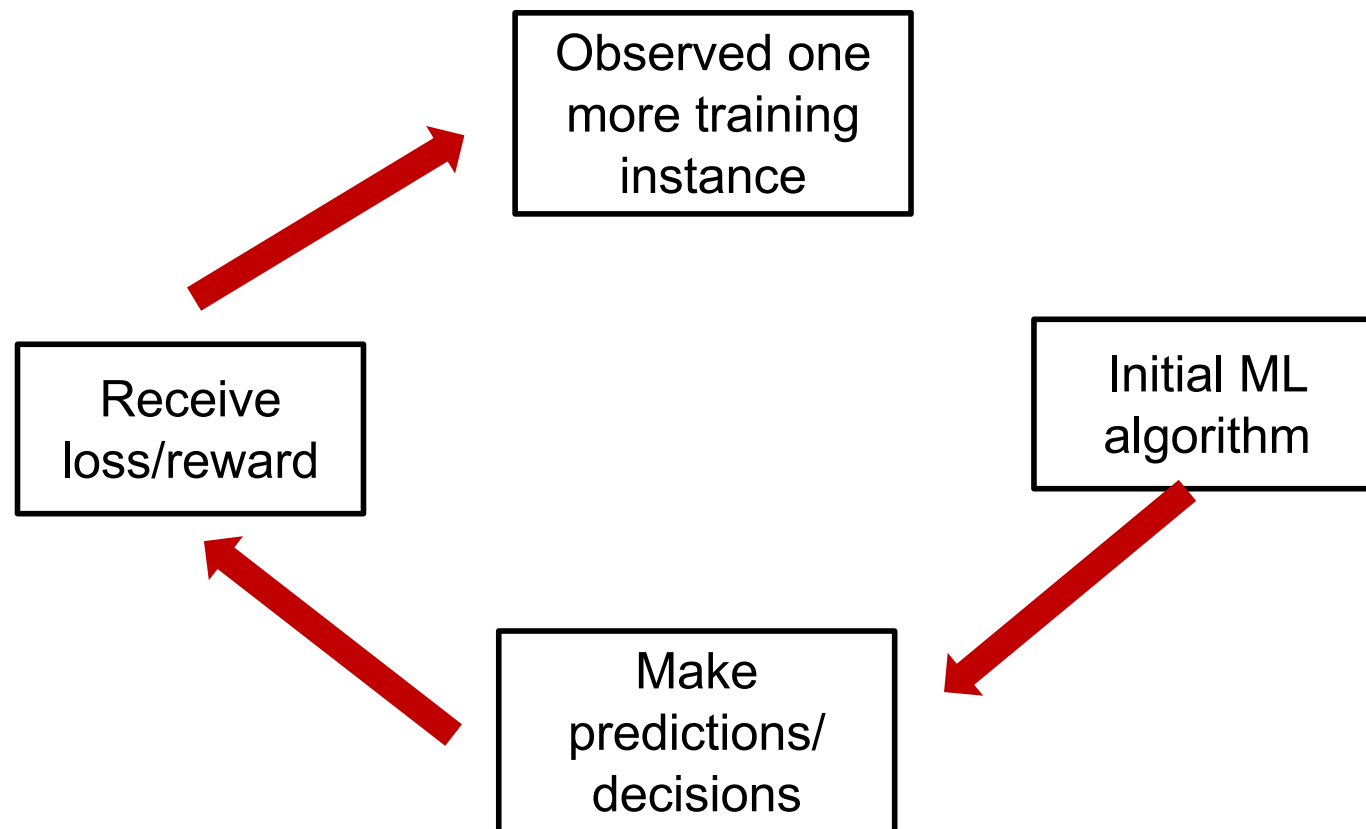 Observed one
more training
instance
Initial ML
algorithm
Receive
loss/reward
Make
predictions/
decisions